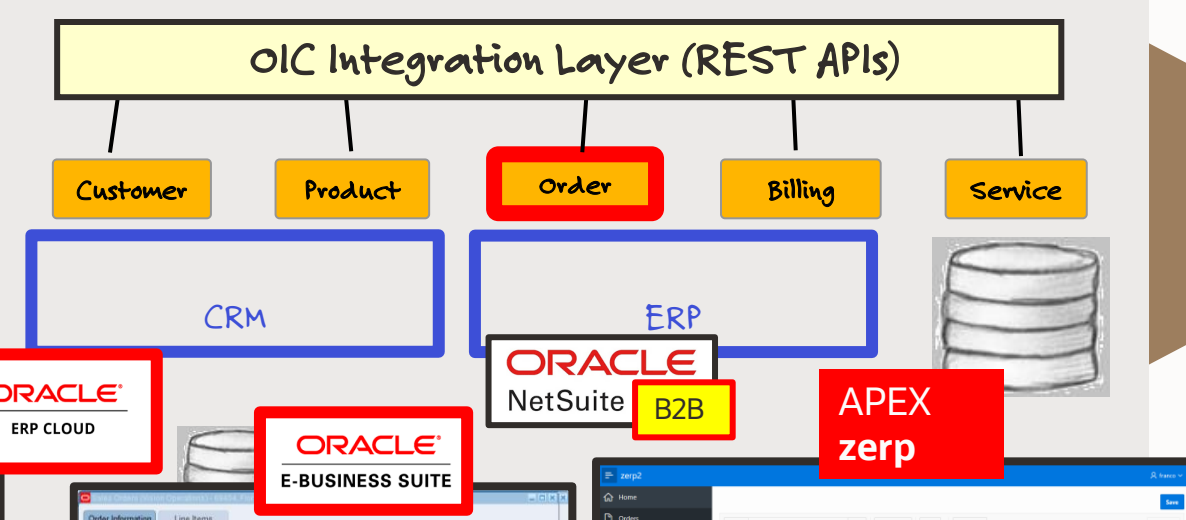 OIC Integration Layer (REST APIs)
Customer
Product
Order
Billing
Service
CRM
ERP
ORACLE
ERP CLOUD
ORACLE
E-BUSINESS SUITE
ORACLE
NetSuite
B2B
APEX
zerp
Order Information
Line Items
zerp2
franco
Home
Save
Orders